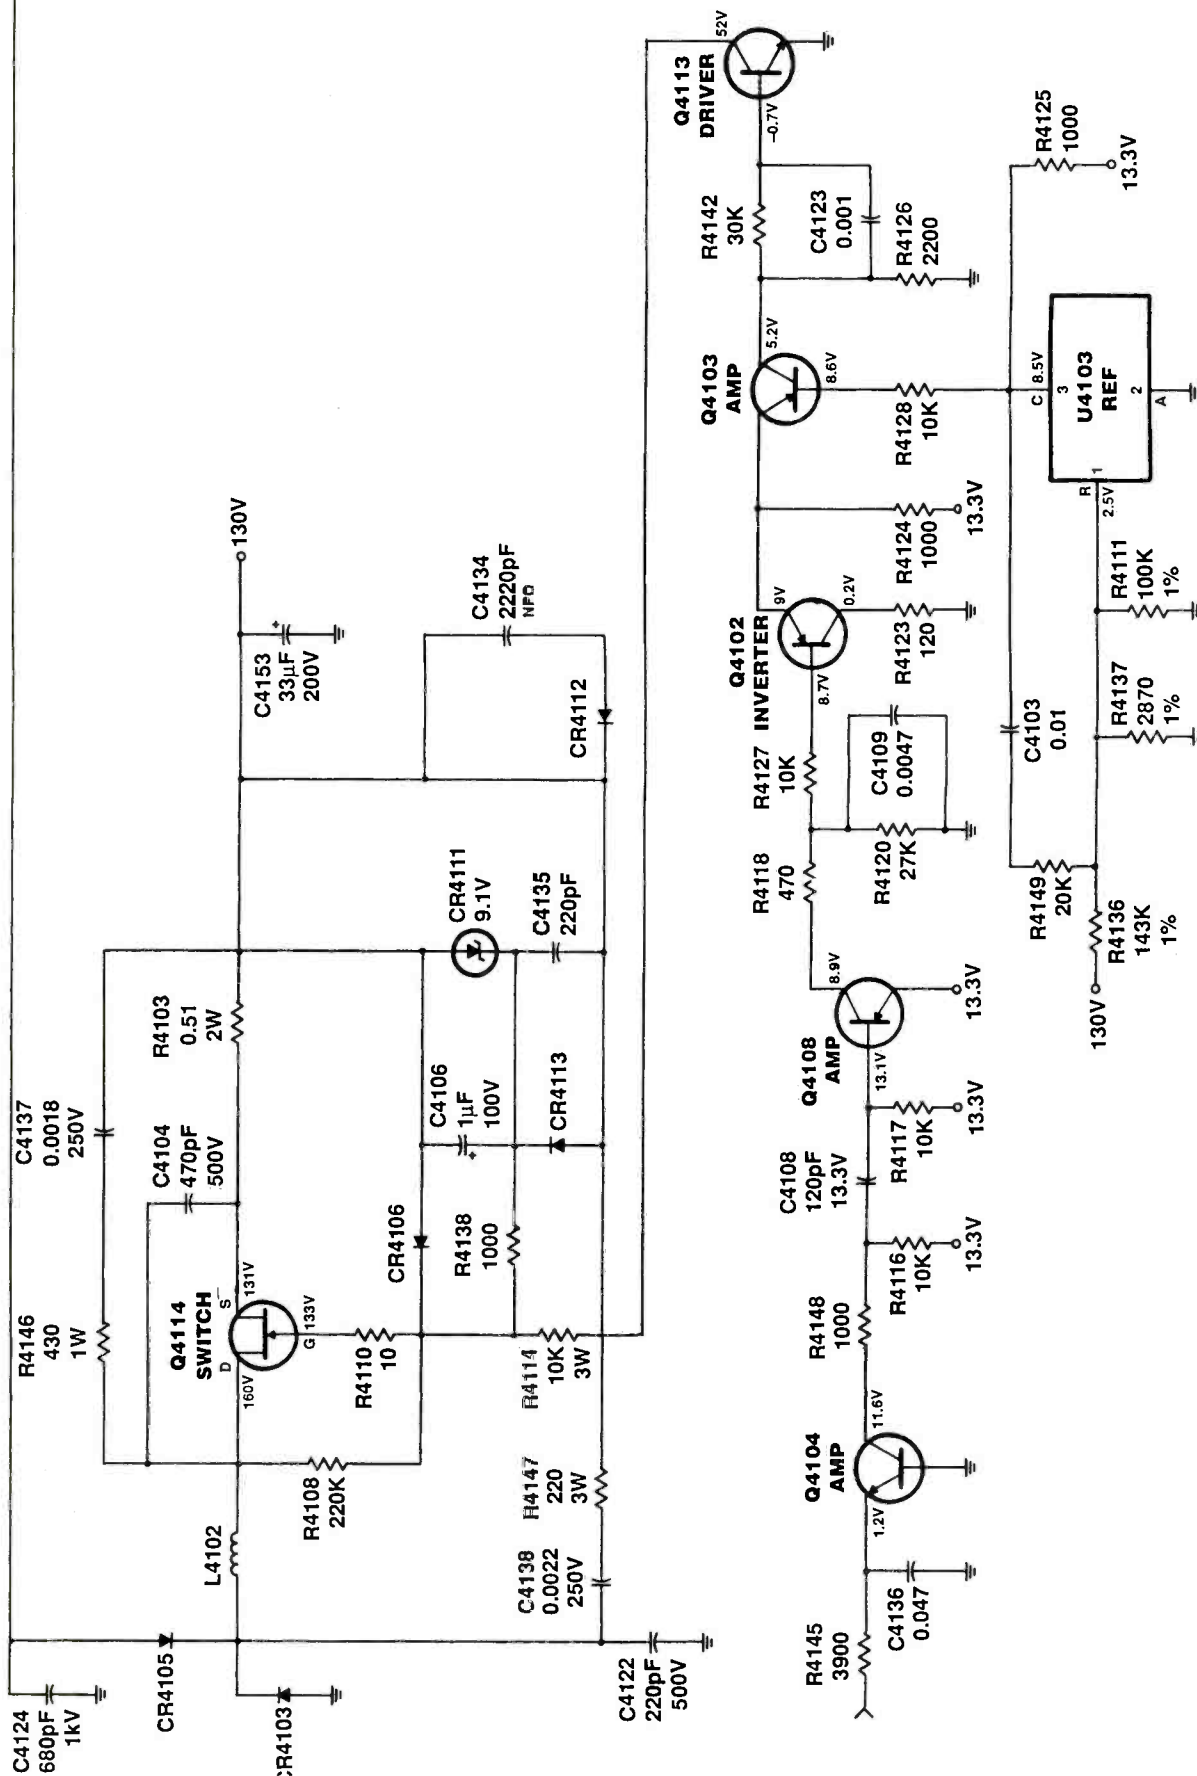 C4124
680pF
1kV
CR4105
CR4103
L4102
R4146
430
1W
C4137
0.0018
250V
C4104
470pF
500V
Q4114
SWITCH
D
S
G
160V
131V
133V
R4103
0.51
2W
C4153
33µF
200V
+
130V
R4108
220K
R4110
10
CR4106
C4106
1µF
100V
+
CR4111
9.1V
R4138
1000
C4135
220pF
CR4113
CR4112
C4134
2220pF
NPO
R4114
10K
3W
R4147
220
3W
C4138
0.0022
250V
C4122
220pF
500V
Q4113
DRIVER
52V
–0.7V
R4142
30K
C4123
0.001
R4126
2200
Q4103
AMP
5.2V
8.6V
R4128
10K
R4125
1000
13.3V
C
8.5V
3
U4103
REF
2
A
R
1
2.5V
R4124
1000
13.3V
Q4102
INVERTER
9V
0.2V
8.7V
R4123
120
R4127
10K
C4109
0.0047
R4118
470
R4120
27K
R4111
100K
1%
R4137
2870
1%
C4103
0.01
R4149
20K
R4136
143K
1%
130V
Q4108
AMP
8.9V
13.1V
13.3V
C4108
120pF
13.3V
R4117
10K
13.3V
R4116
10K
13.3V
R4148
1000
Q4104
AMP
11.6V
1.2V
R4145
3900
C4136
0.047